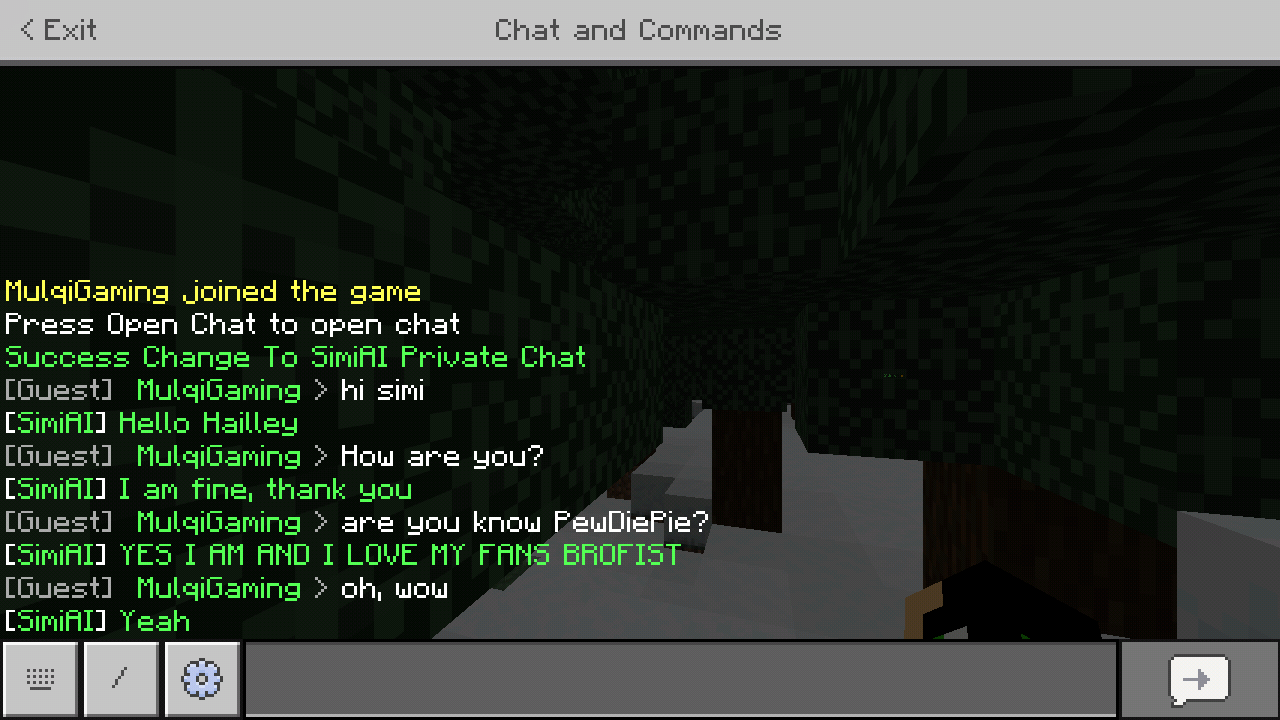 Exit
Chat and Commands
MulqiGaming joined the game
Press Open Chat to open chat
Success Change To SimiAI Private Chat
[Guest] MulqiGaming > hi simi
[SimiAI] Hello Hailley
[Guest] MulqiGaming > How are you?
[SimiAI] I am fine, thank you
[Guest] MulqiGaming > are you know PewDiePie?
[SimiAI] YES I AM AND I LOVE MY FANS BROFIST
[Guest] MulqiGaming > oh, wow
[SimiAI] Yeah
/